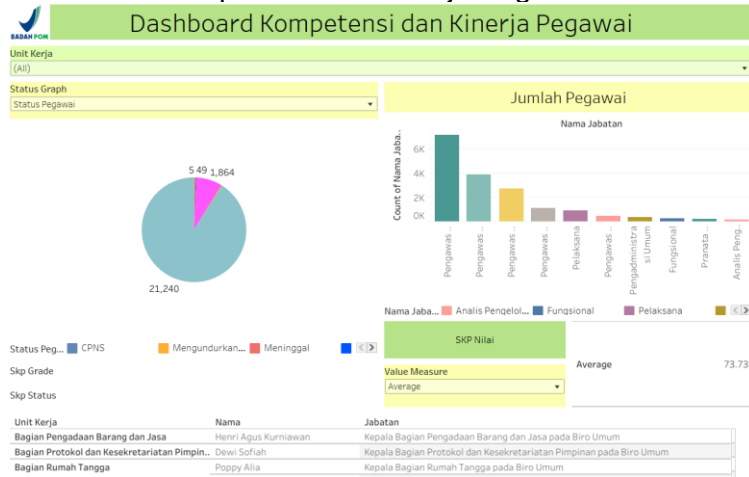 Dashboard Kompetensi dan Kinerja Pegawai
BADAN POM
Unit Kerja
(All)
Status Graph
Status Pegawai
Jumlah Pegawai
Nama Jabatan
Count of Nama Jaba..
6K
4K
2K
0K
5 49 1,864
21,240
Pengawas ..
Pengawas ..
Pengawas ..
Pengawas ..
Pelaksana
Pengawas ..
Pengadministra
si Umum
Fungsional
Pranata ..
Analis Peng..
Nama Jaba... Analis Pengelol... Fungsional Pelaksana
Status Peg... CPNS Mengundurkan... Meninggal
SKP Nilai
Skp Grade
Value Measure
Average
Average 73.73
Skp Status
Unit Kerja Nama Jabatan
Bagian Pengadaan Barang dan Jasa Henri Agus Kurniawan Kepala Bagian Pengadaan Barang dan Jasa pada Biro Umum
Bagian Protokol dan Kesekretariatan Pimpin.. Dewi Sofiah Kepala Bagian Protokol dan Kesekretariatan Pimpinan pada Biro Umum
Bagian Rumah Tangga Poppy Alia Kepala Bagian Rumah Tangga pada Biro Umum